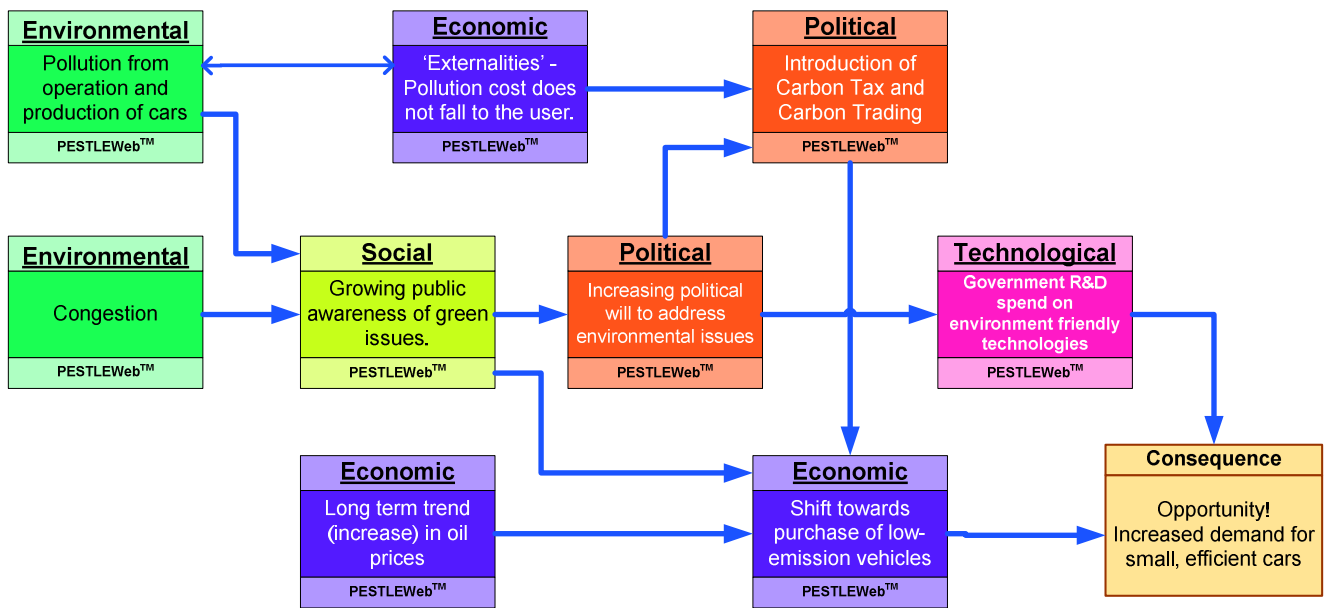 Environmental
Pollution from
operation and
production of cars
PESTLEWeb™
Economic
‘Externalities’ -
Pollution cost does
not fall to the user.
PESTLEWeb™
Political
Introduction of
Carbon Tax and
Carbon Trading
PESTLEWeb™
Environmental
Congestion
PESTLEWeb™
Social
Growing public
awareness of green
issues.
PESTLEWeb™
Political
Increasing political
will to address
environmental issues
PESTLEWeb™
Technological
Government R&D
spend on
environment friendly
technologies
PESTLEWeb™
Economic
Long term trend
(increase) in oil
prices
PESTLEWeb™
Economic
Shift towards
purchase of low-
emission vehicles
PESTLEWeb™
Consequence
Opportunity!
Increased demand for
small, efficient cars